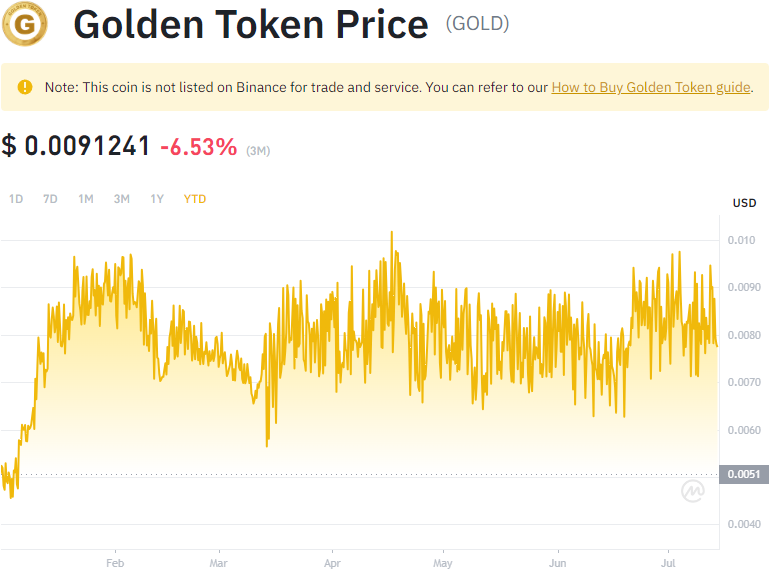 G
Golden Token Price (GOLD)
Note: This coin is not listed on Binance for trade and service. You can refer to our How to Buy Golden Token guide.
$ 0.0091241 -6.53% (3M)
1D 7D 1M 3M 1Y YTD
USD
0.010
0.0090
0.0080
0.0070
0.0060
0.0051
0.0040
Feb Mar Apr May Jun Jul